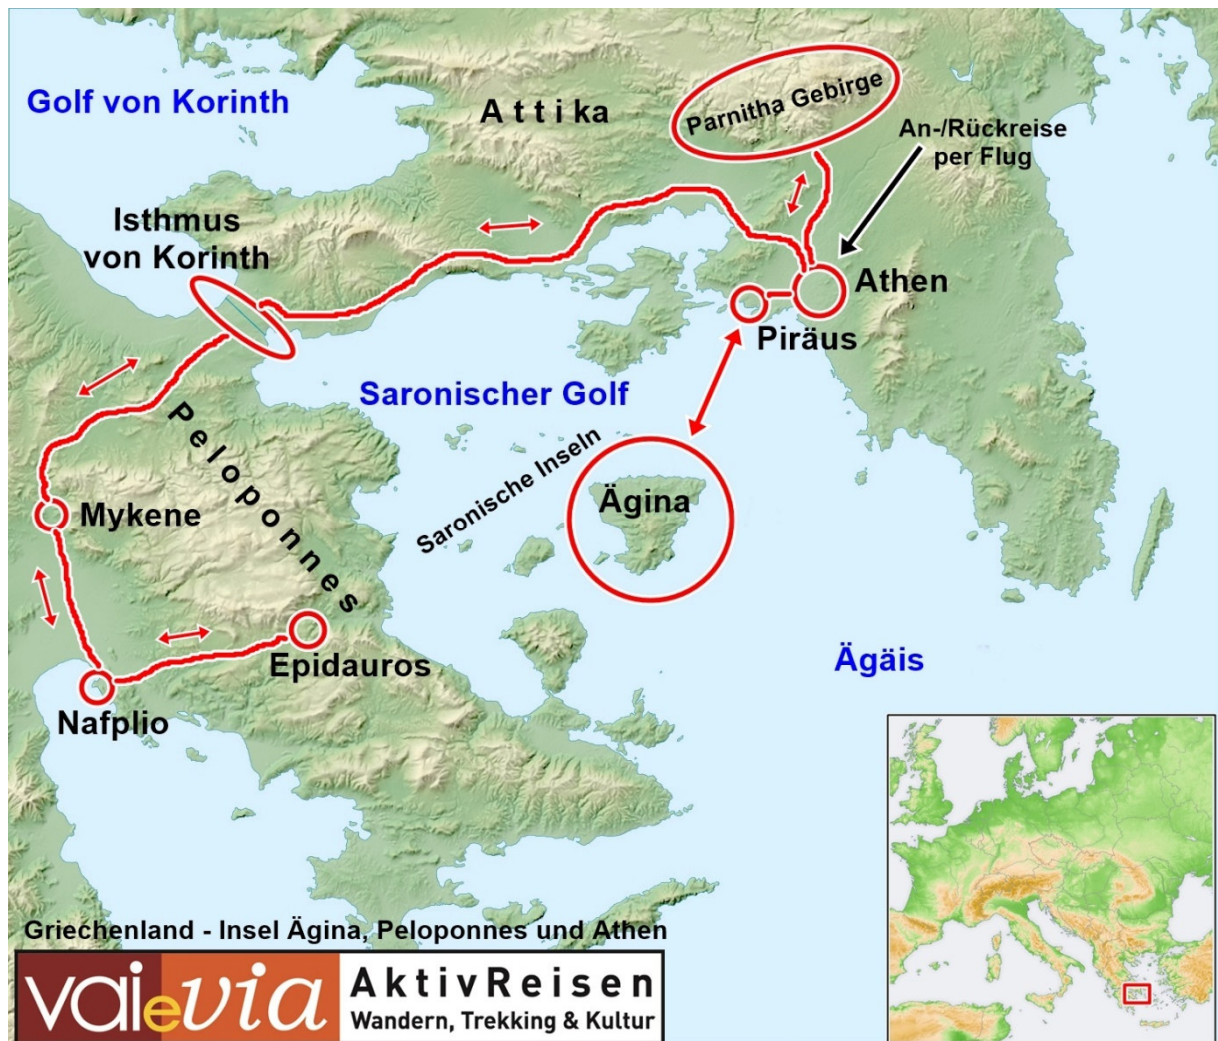 Golf von Korinth
Attika
Parnitha Gebirge
An-/Rückreise
per Flug
Isthmus
von Korinth
Athen
Piräus
Saronischer Golf
Peloponnes
Saronische Inseln
Ägina
Mykene
Epidauros
Ägäis
Nafplio
Griechenland - Insel Ägina, Peloponnes und Athen
vaievia
AktivReisen
Wandern, Trekking & Kultur